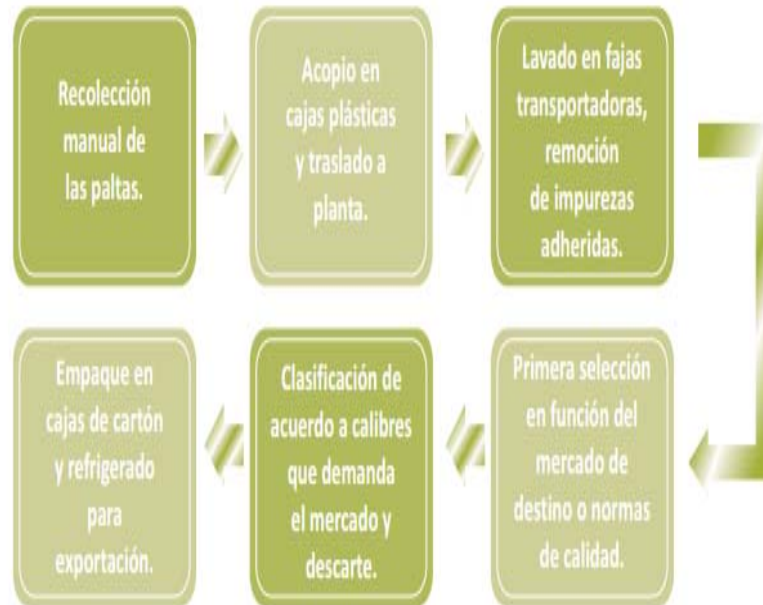 Recolección
manual de
las paltas.
Acopio en
cajas plásticas
y traslado a
planta.
Lavado en fajas
transportadoras,
remoción
de impurezas
adheridas.
Primera selección
en función del
mercado de
destino o normas
de calidad.
Clasificación de
acuerdo a calibres
que demanda
el mercado y
descarte.
Empaque en
cajas de cartón
y refrigerado
para
exportación.